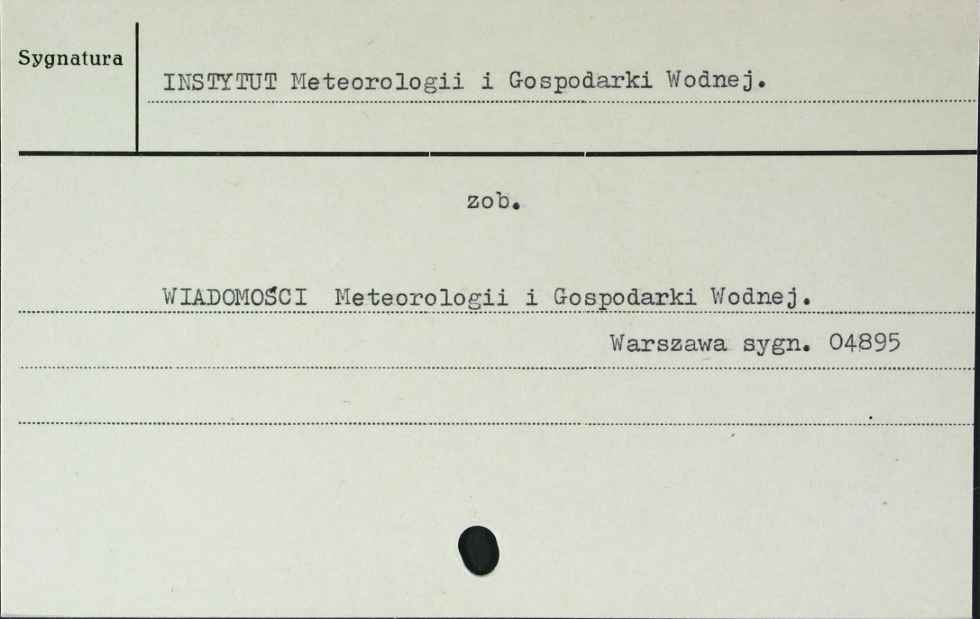 Sygnatura
INSTYTUT Meteorologii i Gospodarki Wodnej.
zob.
WIADOMOŚCI Meteorologii i Gospodarki Wodnej.
Warszawa sygn. 04895